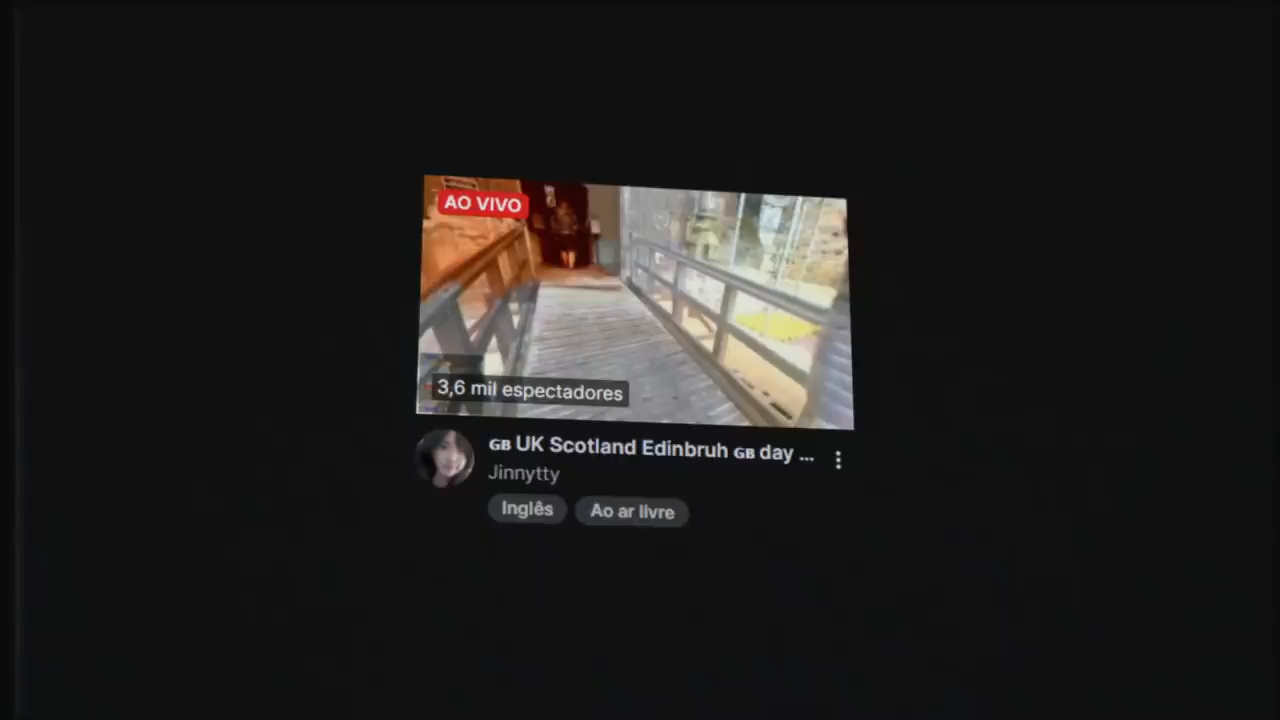 AO VIVO
3,6 mil espectadores
GB UK Scotland Edinbruh GB day ...
Jinnytty
Inglês
Ao ar livre